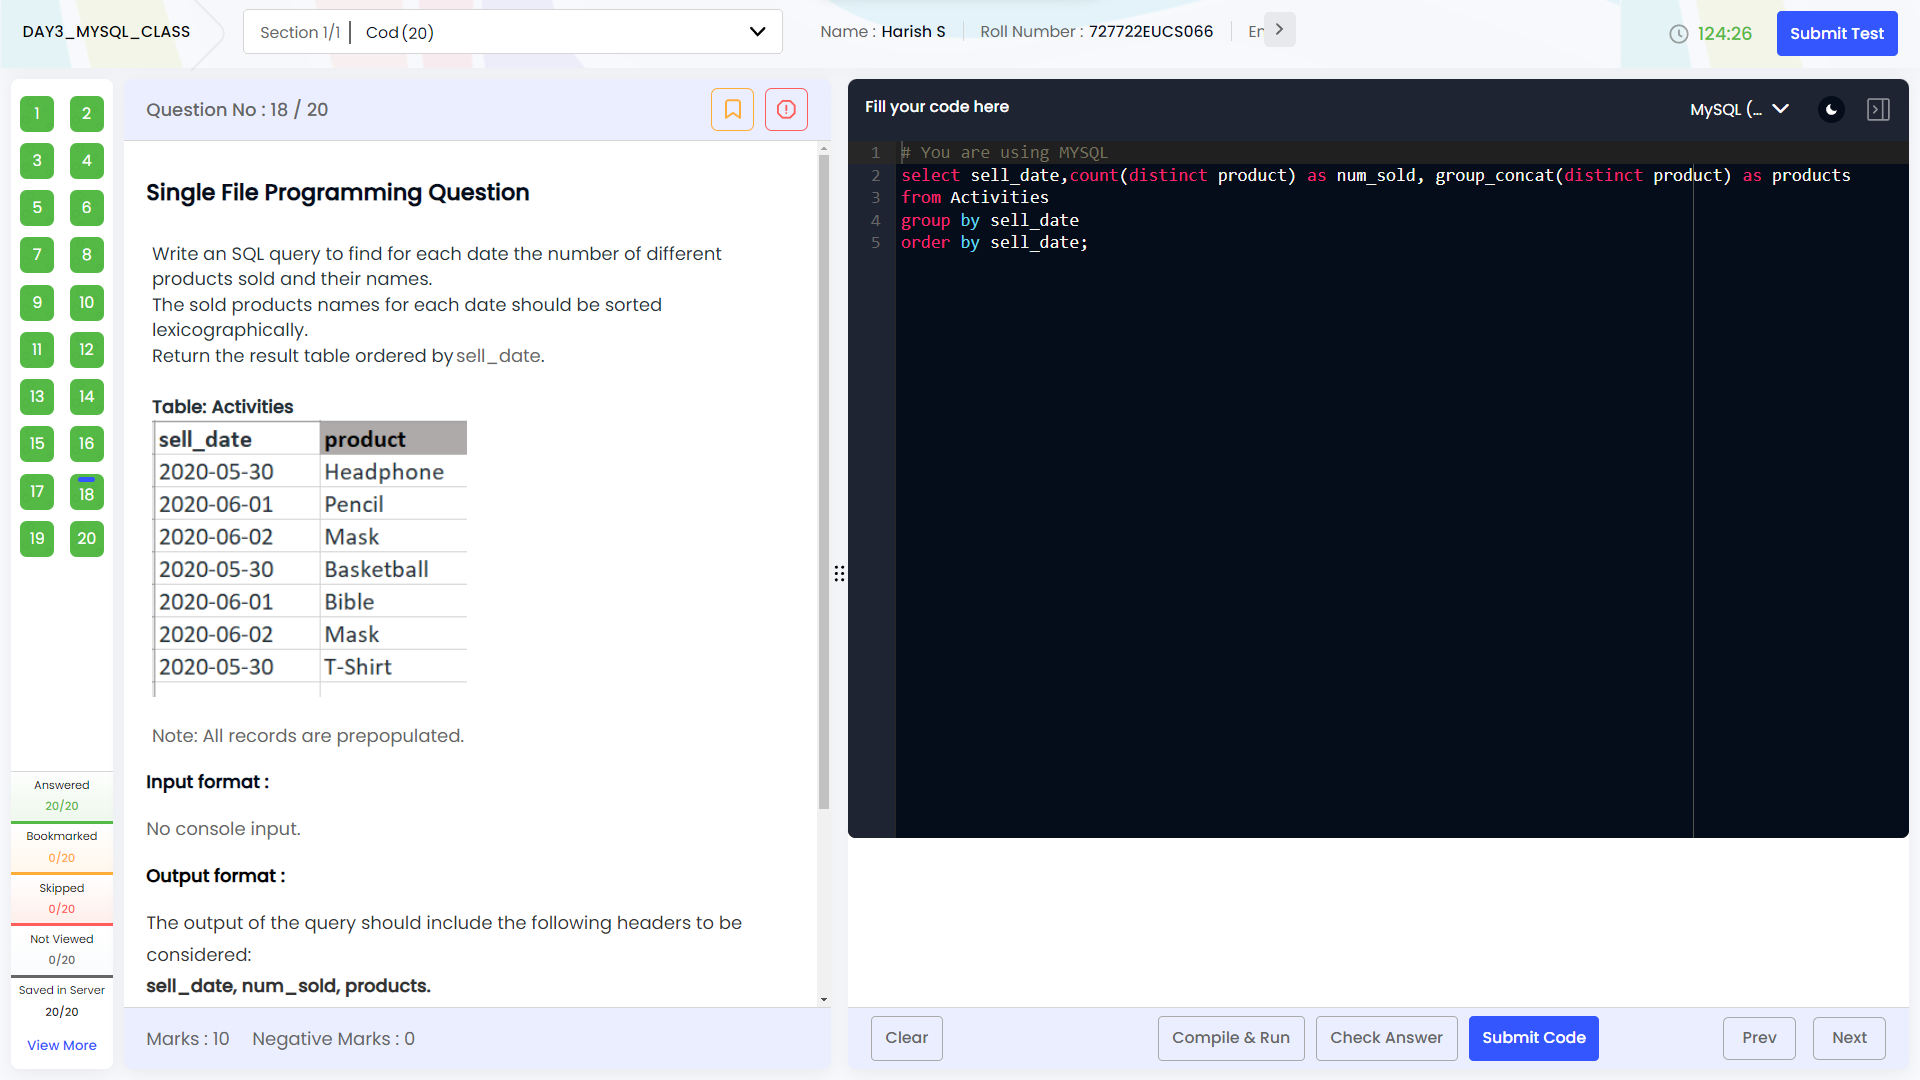 DAY3_MYSQL_CLASS
Section 1/1 | Cod (20)
Name : Harish S
Roll Number : 727722EUCS066
124:26
Submit Test
1 2
3 4
5 6
7 8
9 10
11 12
13 14
15 16
17 18
19 20
Answered
20/20
Bookmarked
0/20
Skipped
0/20
Not Viewed
0/20
Saved in Server
20/20
View More
Question No : 18 / 20
Single File Programming Question
Write an SQL query to find for each date the number of different
products sold and their names.
The sold products names for each date should be sorted
lexicographically.
Return the result table ordered by sell_date.
Table: Activities
sell_date product
2020-05-30 Headphone
2020-06-01 Pencil
2020-06-02 Mask
2020-05-30 Basketball
2020-06-01 Bible
2020-06-02 Mask
2020-05-30 T-Shirt
Note: All records are prepopulated.
Input format :
No console input.
Output format :
The output of the query should include the following headers to be
considered:
sell_date, num_sold, products.
Marks : 10 Negative Marks : 0
Fill your code here
MySQL (...
1 # You are using MYSQL
2 select sell_date,count(distinct product) as num_sold, group_concat(distinct product) as products
3 from Activities
4 group by sell_date
5 order by sell_date;
Clear
Compile & Run
Check Answer
Submit Code
Prev
Next